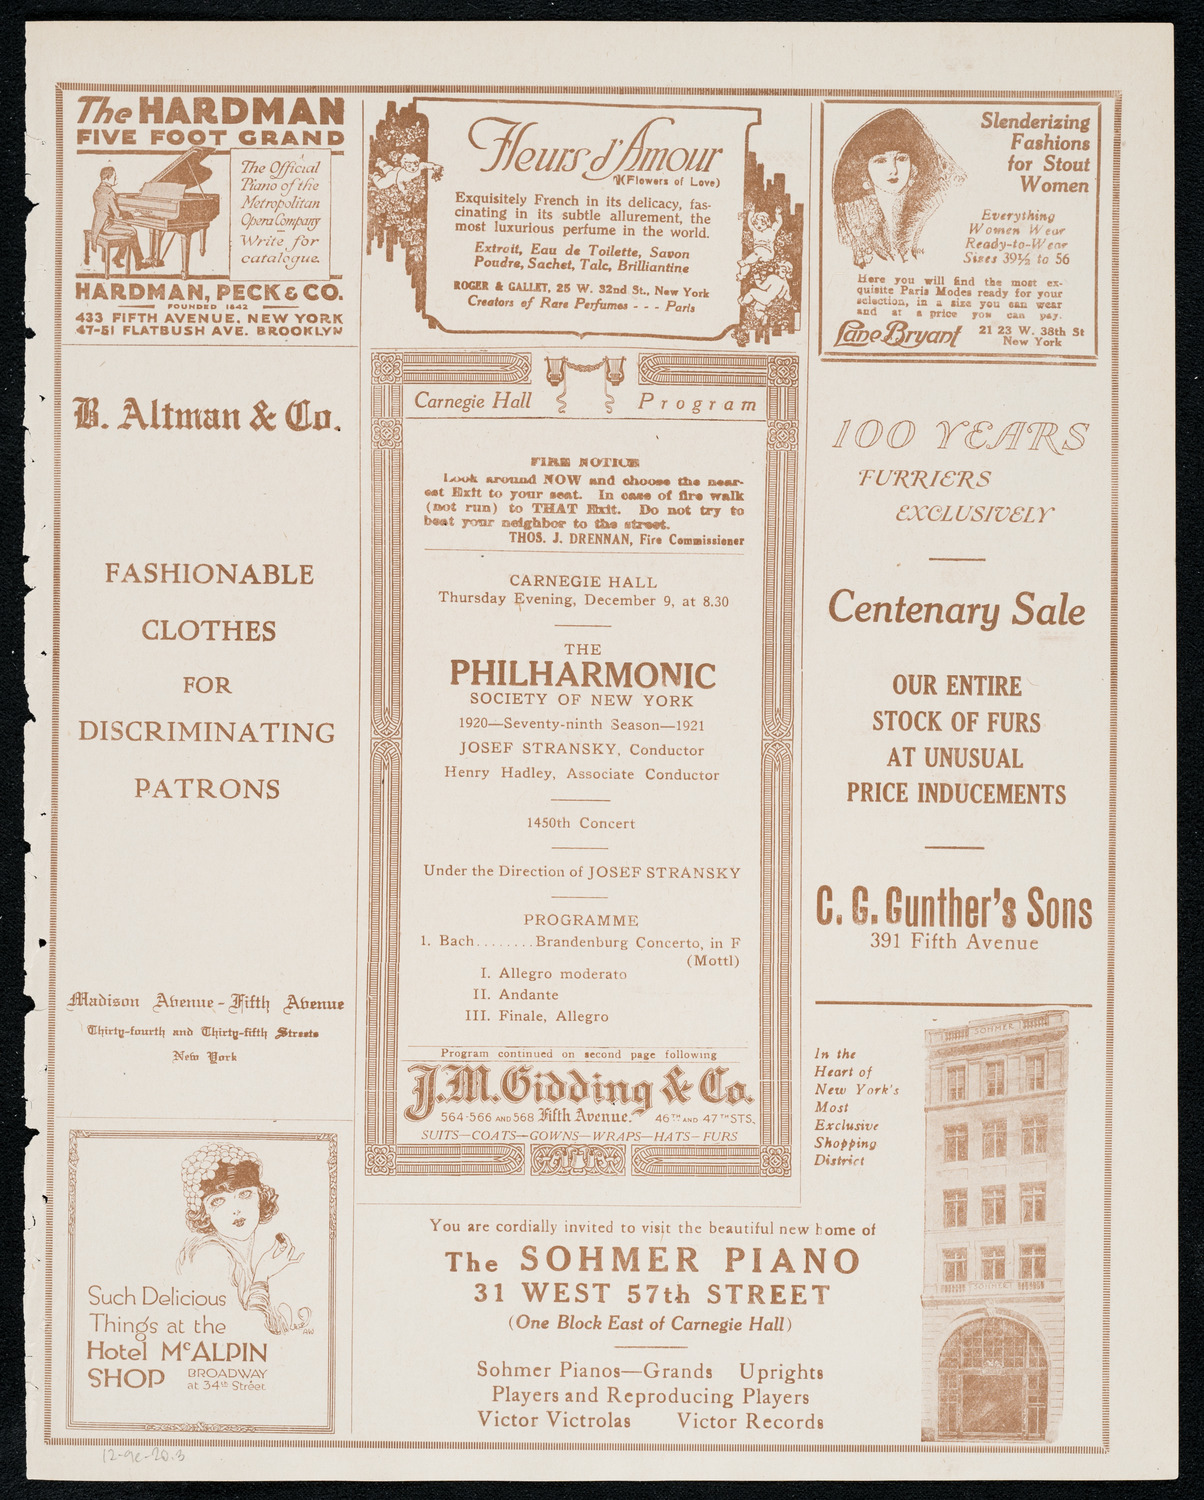 The HARDMAN
FIVE FOOT GRAND
The Official
Piano of the
Metropolitan
Opera Company
Write for
catalogue.
HARDMAN, PECK & CO.
FOUNDED 1842
433 FIFTH AVENUE, NEW YORK
47-51 FLATBUSH AVE. BROOKLYN
B. Altman & Co.
FASHIONABLE
CLOTHES
FOR
DISCRIMINATING
PATRONS
Madison Avenue - Fifth Avenue
Thirty-fourth and Thirty-fifth Streets
New York
Such Delicious
Things at the
Hotel McALPIN
SHOP BROADWAY
at 34th Street
Fleurs d'Amour
(Flowers of Love)
Exquisitely French in its delicacy, fas-
cinating in its subtle allurement, the
most luxurious perfume in the world.
Extrait, Eau de Toilette, Savon
Poudre, Sachet, Talc, Brilliantine
ROGER & GALLET, 25 W. 32nd St., New York
Creators of Rare Perfumes - - - Paris
Carnegie Hall Program
FIRE NOTICE
Look around NOW and choose the near-
est Exit to your seat. In case of fire walk
(not run) to THAT Exit. Do not try to
beat your neighbor to the street.
THOS. J. DRENNAN, Fire Commissioner
CARNEGIE HALL
Thursday Evening, December 9, at 8.30
THE
PHILHARMONIC
SOCIETY OF NEW YORK
1920—Seventy-ninth Season—1921
JOSEF STRANSKY, Conductor
Henry Hadley, Associate Conductor
1450th Concert
Under the Direction of JOSEF STRANSKY
PROGRAMME
1. Bach........Brandenburg Concerto, in F
(Mottl)
I. Allegro moderato
II. Andante
III. Finale, Allegro
Program continued on second page following
J.M. Gidding & Co.
564-566 AND 568 Fifth Avenue. 46TH AND 47TH STS.
SUITS—COATS—GOWNS—WRAPS—HATS—FURS
Slenderizing
Fashions
for Stout
Women
Everything
Women Wear
Ready-to-Wear
Sizes 39½ to 56
Here you will find the most ex-
quisite Paris Modes ready for your
selection, in a size you can wear
and at a price you can pay.
Lane Bryant 21 23 W. 38th St
New York
100 YEARS
FURRIERS
EXCLUSIVELY
Centenary Sale
OUR ENTIRE
STOCK OF FURS
AT UNUSUAL
PRICE INDUCEMENTS
C. G. Gunther's Sons
391 Fifth Avenue
In the
Heart of
New York's
Most
Exclusive
Shopping
District
SOHMER
SOHMER
You are cordially invited to visit the beautiful new home of
The SOHMER PIANO
31 WEST 57th STREET
(One Block East of Carnegie Hall)
Sohmer Pianos—Grands Uprights
Players and Reproducing Players
Victor Victrolas Victor Records
12-9e-20.3